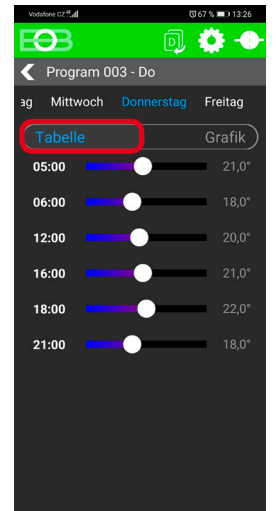 Vodafone CZ 67 % 13:26
EOB D
Program 003 - Do
ag Mittwoch Donnerstag Freitag
Tabelle Grafik
05:00 21,0°
06:00 18,0°
12:00 20,0°
16:00 21,0°
18:00 22,0°
21:00 18,0°